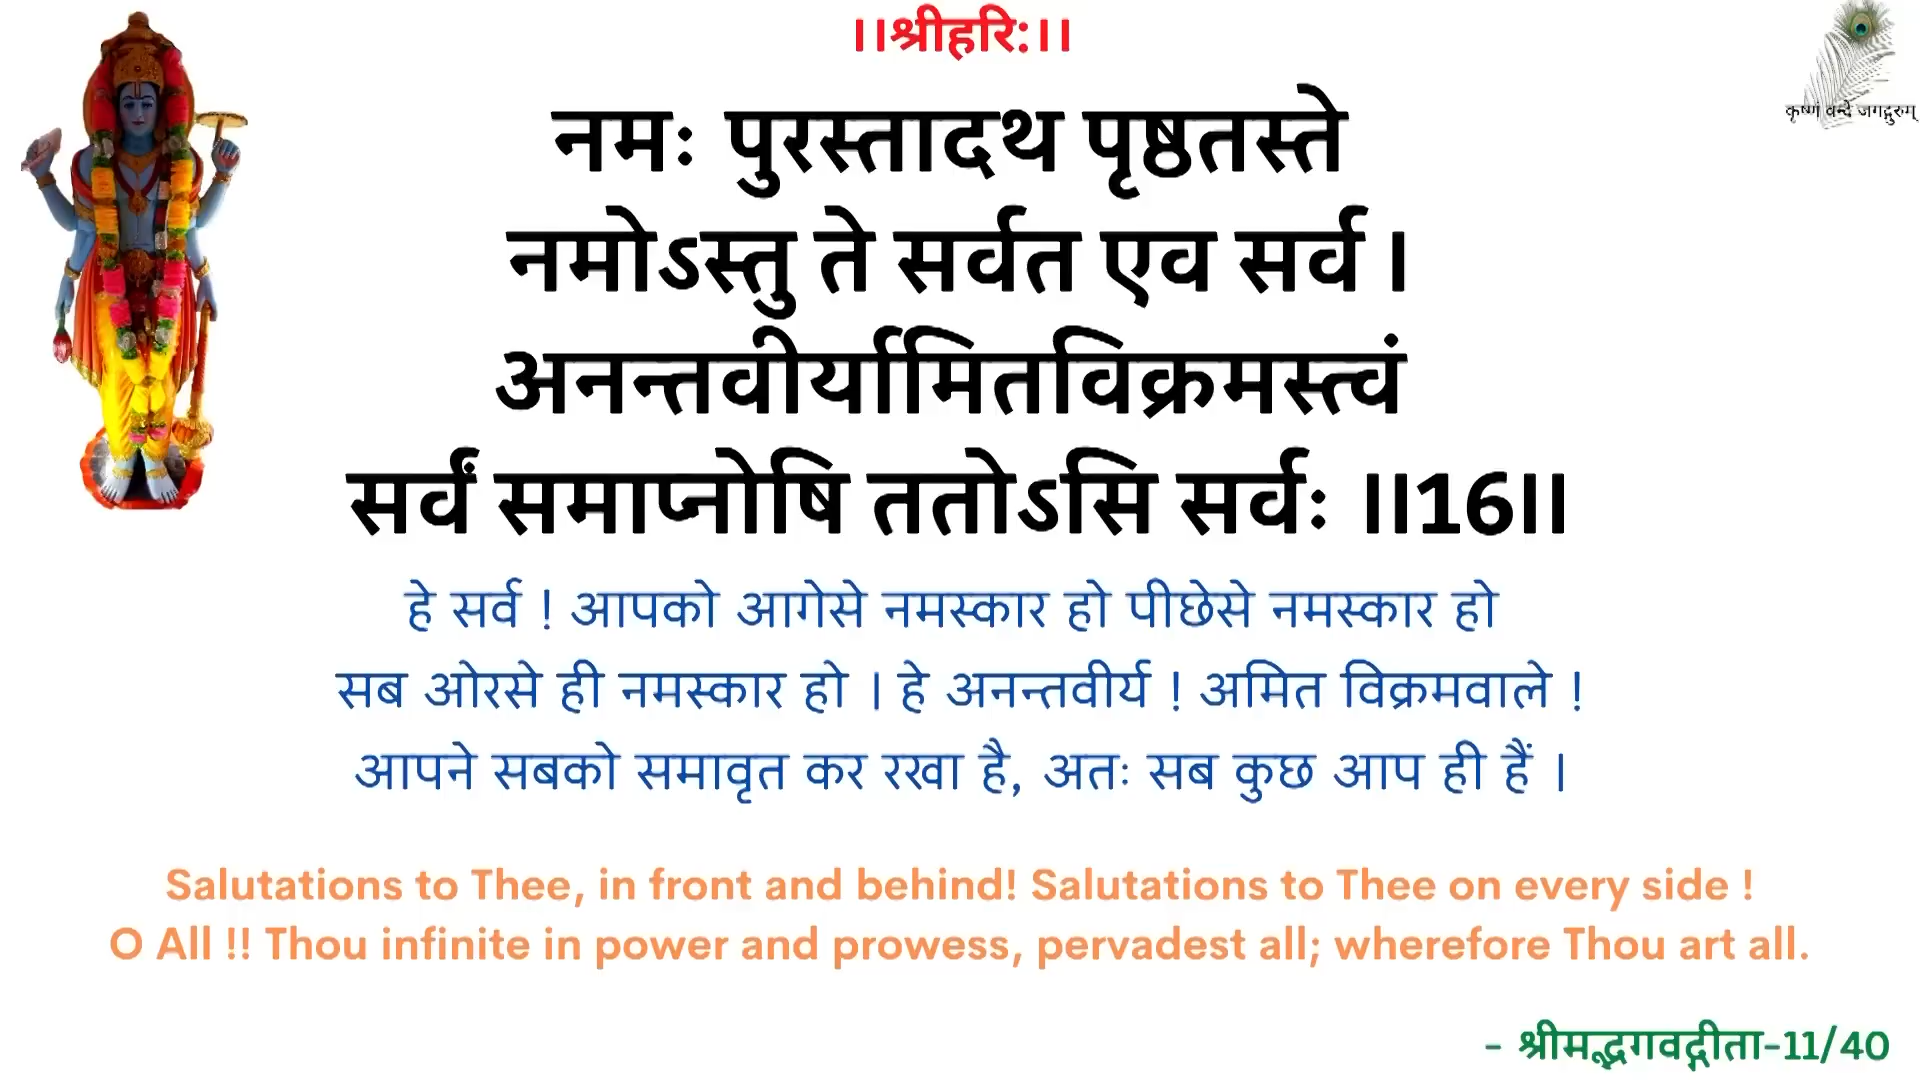 ।।श्रीहरि:।।
कृष्णं वन्दे जगद्गुरुम्
नमः पुरस्तादथ पृष्ठतस्ते
नमोऽस्तु ते सर्वत एव सर्व ।
अनन्तवीर्यामितविक्रमस्त्वं
सर्वं समाप्नोषि ततोऽसि सर्वः ।।16।।
हे सर्व ! आपको आगेसे नमस्कार हो पीछेसे नमस्कार हो
सब ओरसे ही नमस्कार हो । हे अनन्तवीर्य ! अमित विक्रमवाले !
आपने सबको समावृत कर रखा है, अतः सब कुछ आप ही हैं ।
Salutations to Thee, in front and behind! Salutations to Thee on every side !
O All !! Thou infinite in power and prowess, pervadest all; wherefore Thou art all.
- श्रीमद्भगवद्गीता-11/40